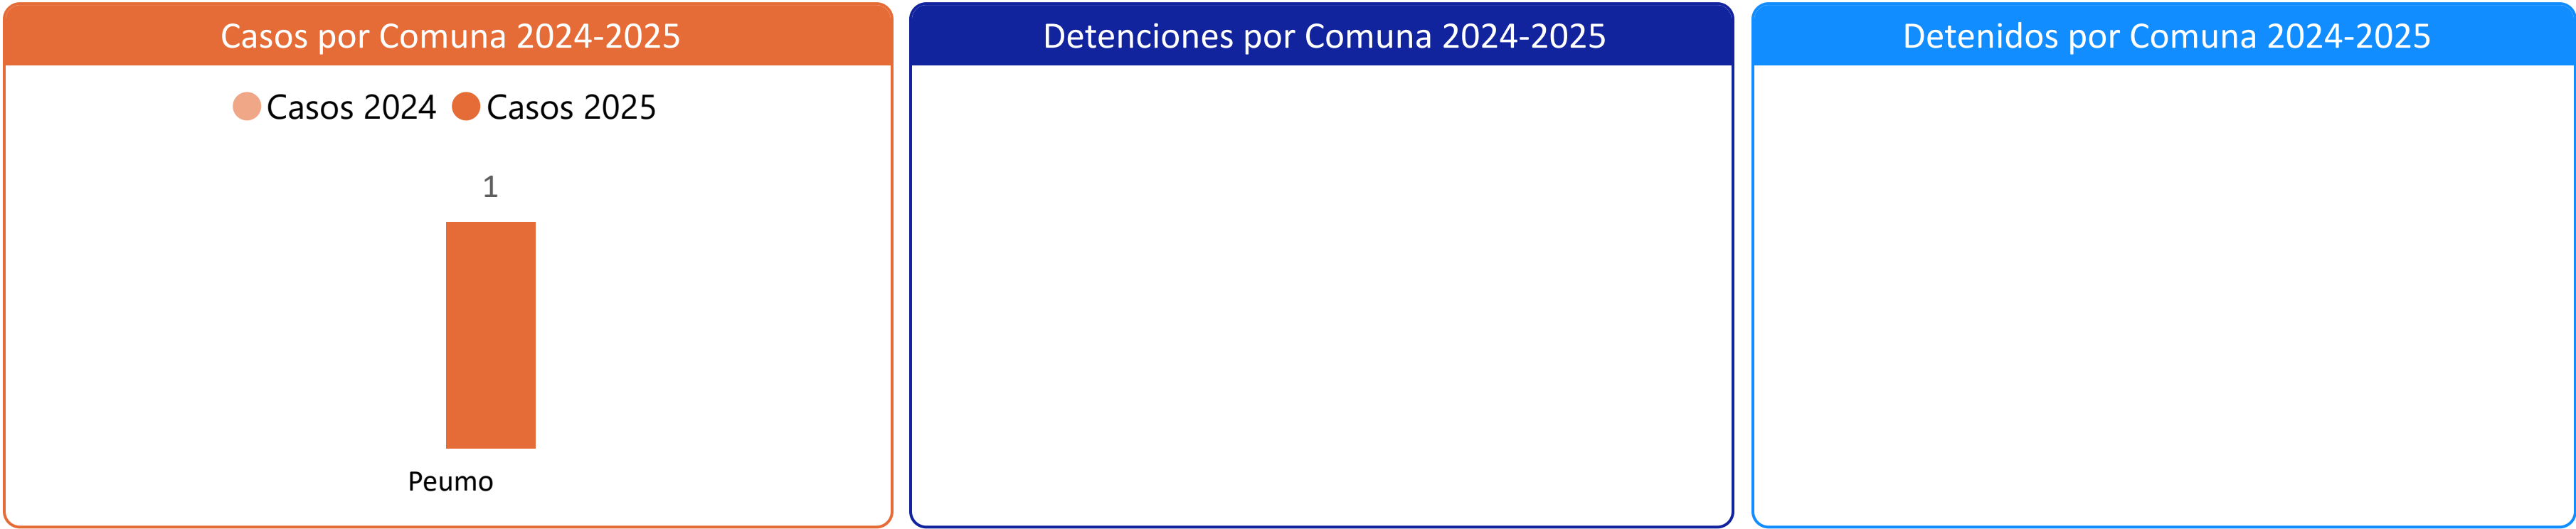 Casos por Comuna 2024-2025
Casos 2024 Casos 2025
1
Peumo
Detenciones por Comuna 2024-2025
Detenidos por Comuna 2024-2025